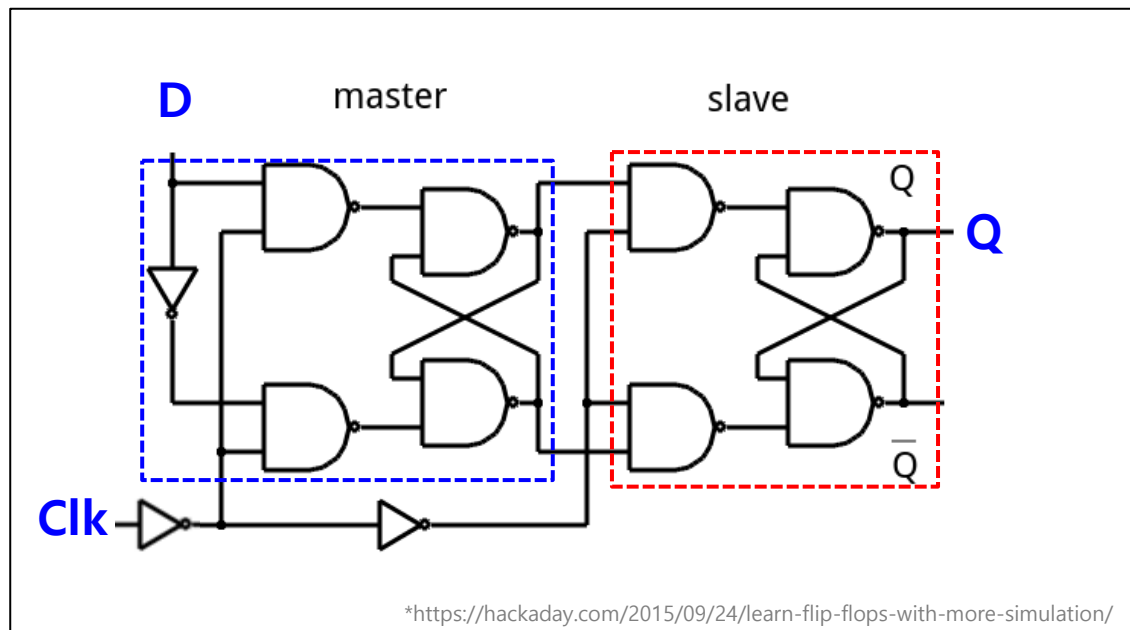 D
master
slave
Q
Q
Q̅
Clk
*https://hackaday.com/2015/09/24/learn-flip-flops-with-more-simulation/